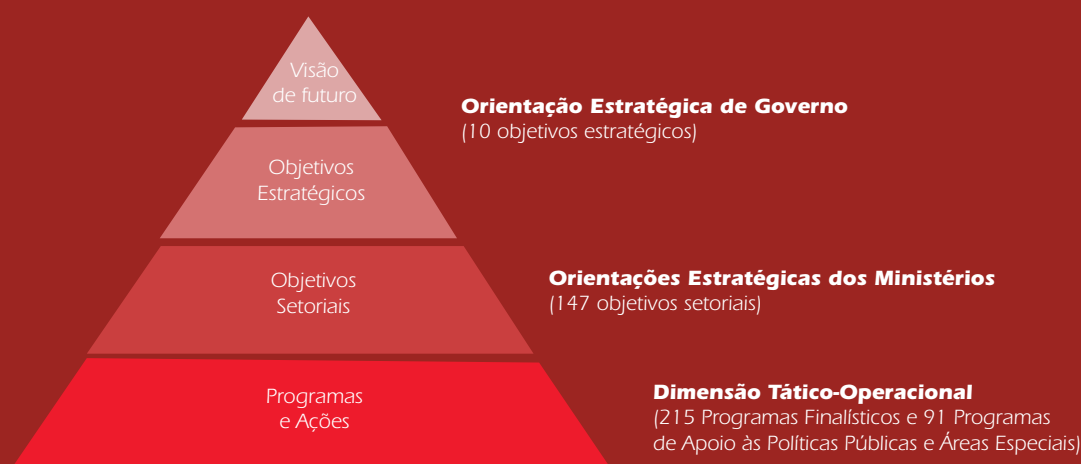 Visão
de futuro
Orientação Estratégica de Governo
(10 objetivos estratégicos)
Objetivos
Estratégicos
Objetivos
Setoriais
Orientações Estratégicas dos Ministérios
(147 objetivos setoriais)
Programas
e Ações
Dimensão Tático-Operacional
(215 Programas Finalísticos e 91 Programas
de Apoio às Políticas Públicas e Áreas Especiais)